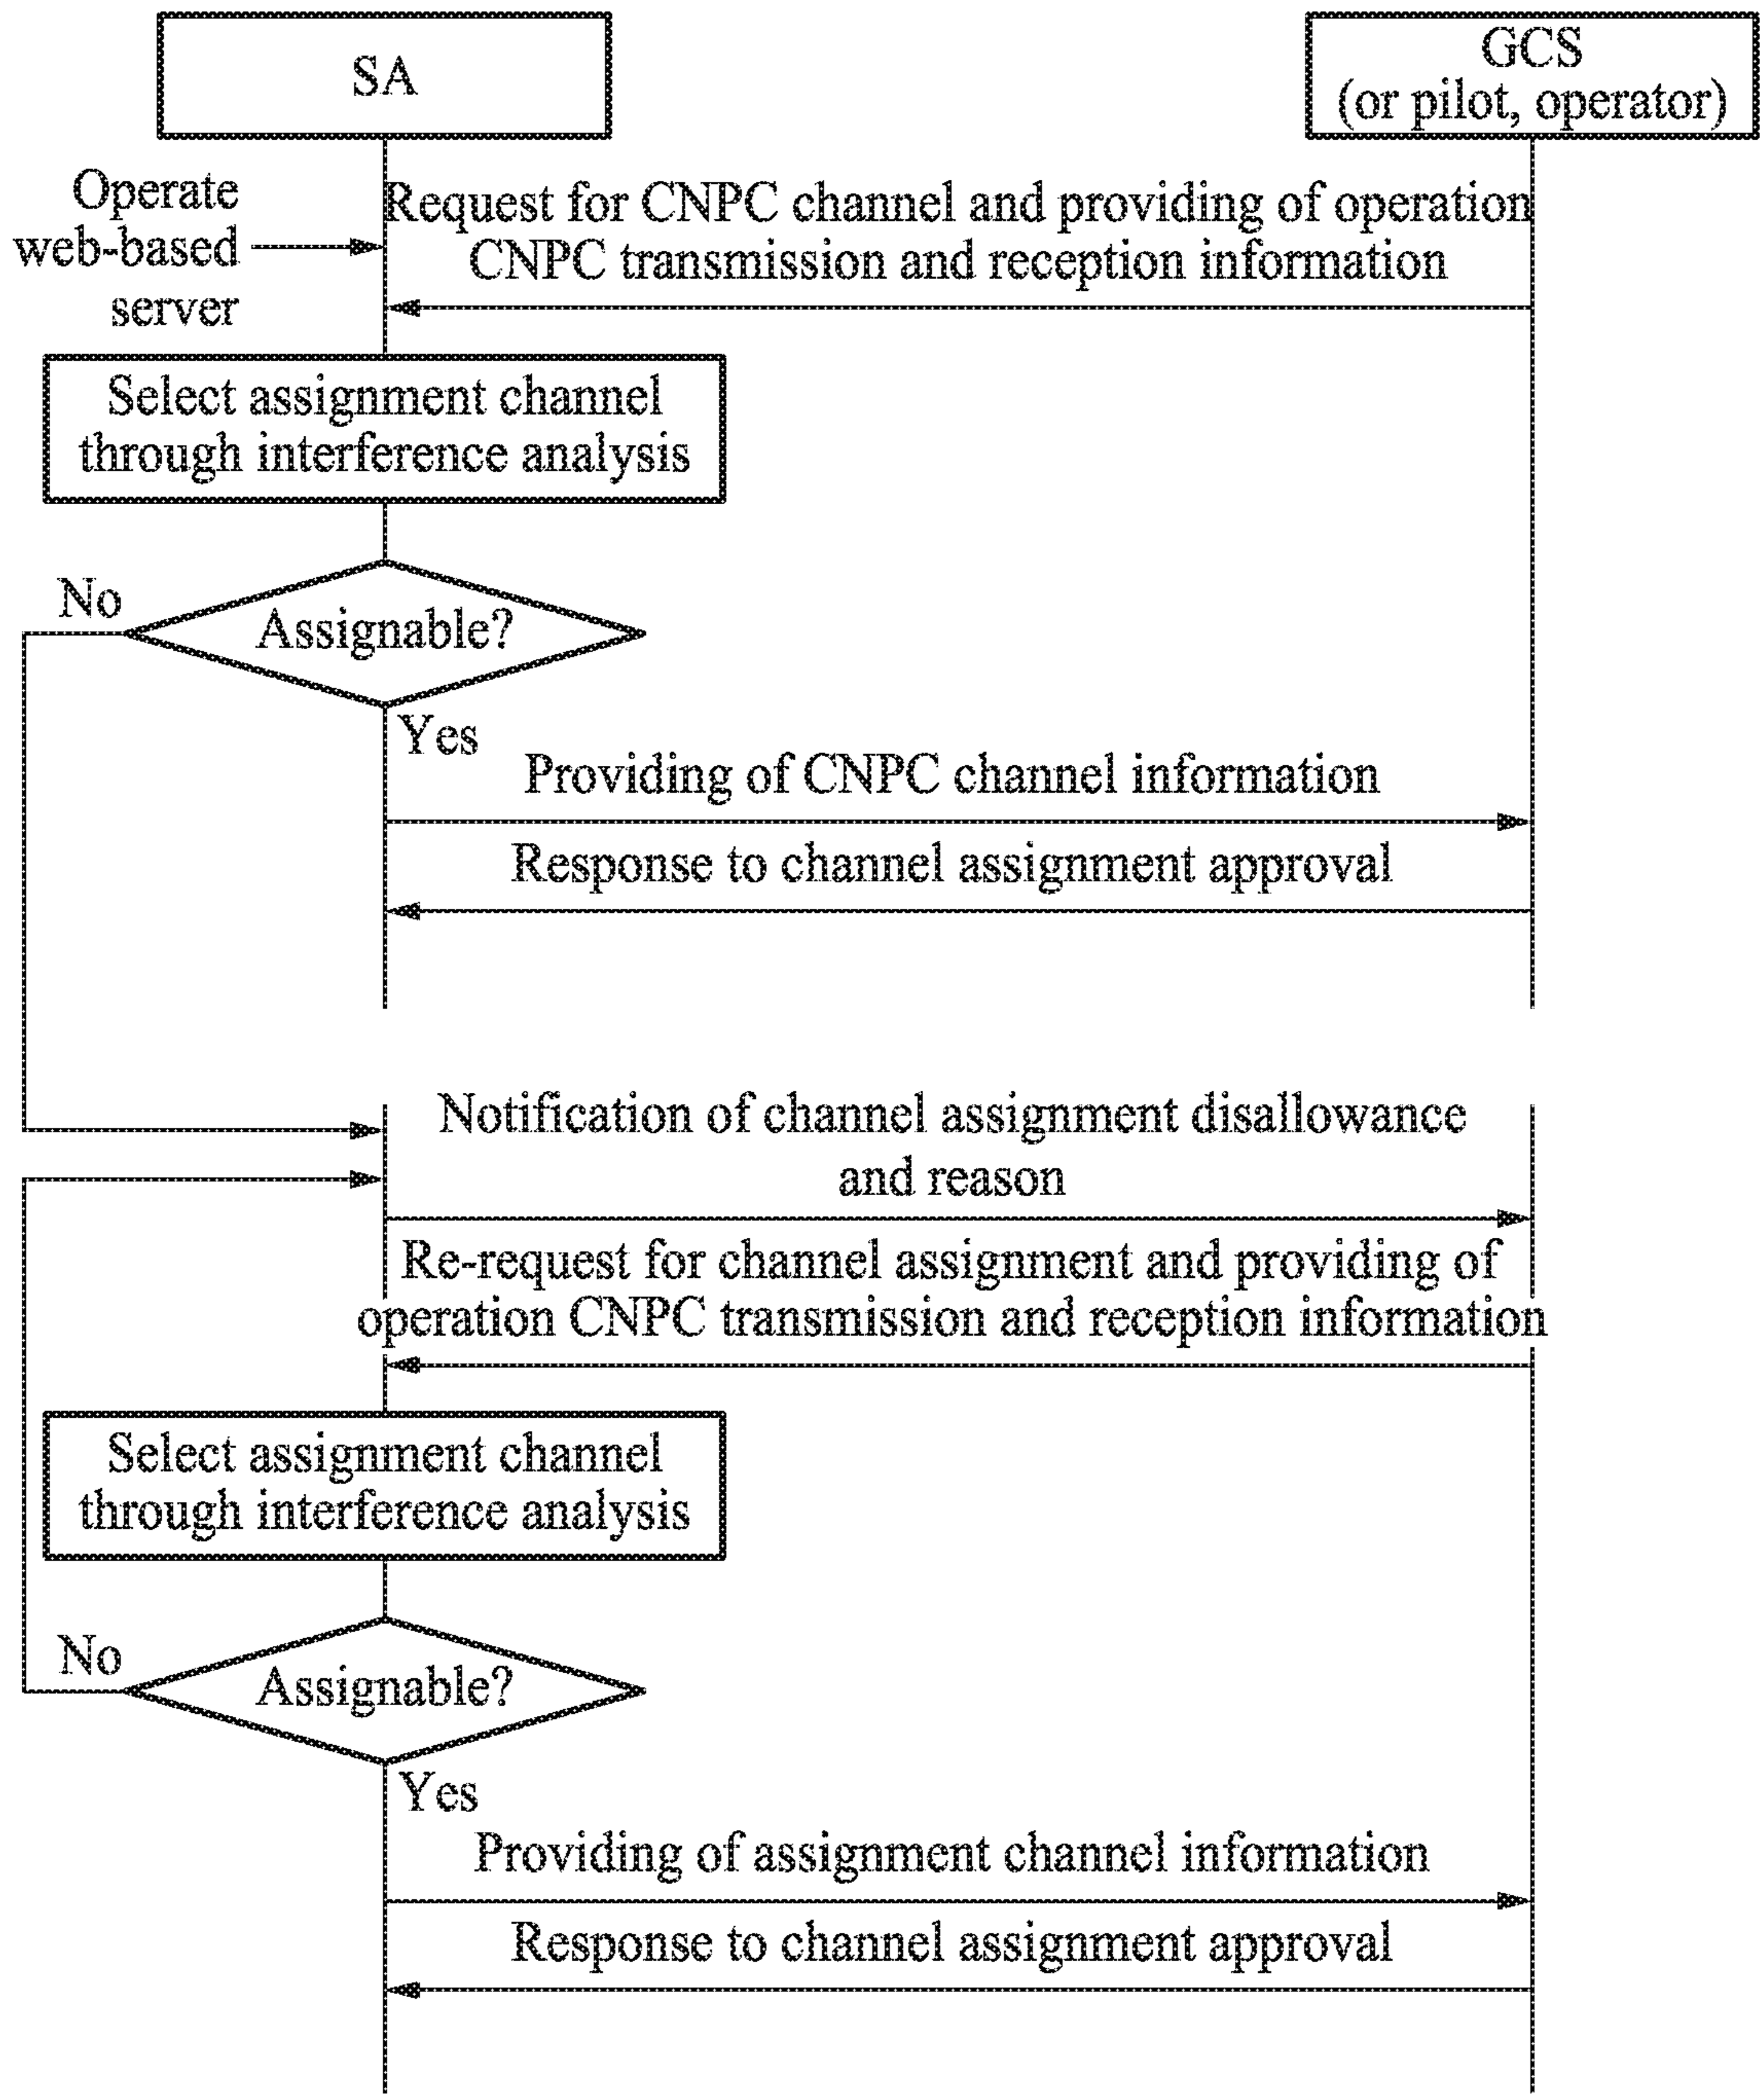 SA
GCS
(or pilot, operator)
Operate
web-based
server
Request for CNPC channel and providing of operation
CNPC transmission and reception information
Select assignment channel
through interference analysis
No
Assignable?
Yes
Providing of CNPC channel information
Response to channel assignment approval
Notification of channel assignment disallowance
and reason
Re-request for channel assignment and providing of
operation CNPC transmission and reception information
Select assignment channel
through interference analysis
No
Assignable?
Yes
Providing of assignment channel information
Response to channel assignment approval